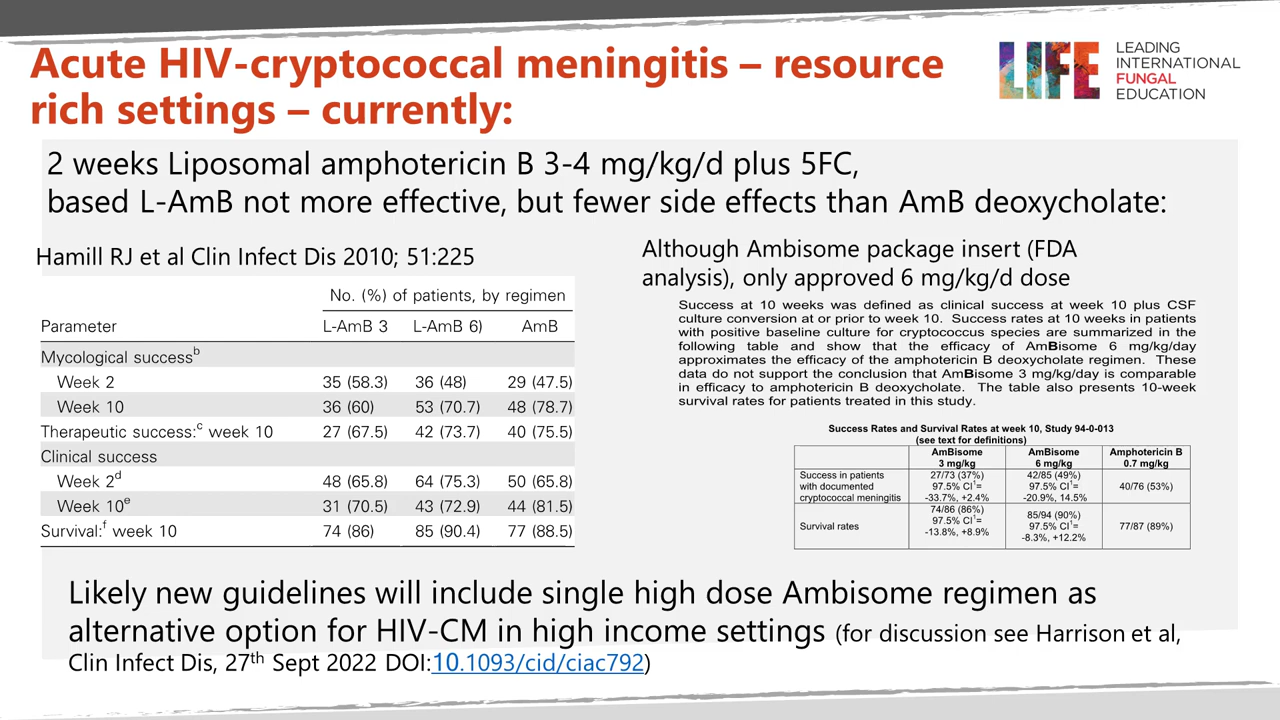 Acute HIV-cryptococcal meningitis – resource
rich settings – currently:
LEADING
INTERNATIONAL
FUNGAL
EDUCATION
LIFE
2 weeks Liposomal amphotericin B 3-4 mg/kg/d plus 5FC,
based L-AmB not more effective, but fewer side effects than AmB deoxycholate:
Hamill RJ et al Clin Infect Dis 2010; 51:225
No. (%) of patients, by regimen
Parameter L-AmB 3 L-AmB 6) AmB
Mycological successᵇ
Week 2 35 (58.3) 36 (48) 29 (47.5)
Week 10 36 (60) 53 (70.7) 48 (78.7)
Therapeutic success:ᶜ week 10 27 (67.5) 42 (73.7) 40 (75.5)
Clinical success
Week 2ᵈ 48 (65.8) 64 (75.3) 50 (65.8)
Week 10ᵉ 31 (70.5) 43 (72.9) 44 (81.5)
Survival:ᶠ week 10 74 (86) 85 (90.4) 77 (88.5)
Although Ambisome package insert (FDA
analysis), only approved 6 mg/kg/d dose
Success at 10 weeks was defined as clinical success at week 10 plus CSF
culture conversion at or prior to week 10. Success rates at 10 weeks in patients
with positive baseline culture for cryptococcus species are summarized in the
following table and show that the efficacy of AmBisome 6 mg/kg/day
approximates the efficacy of the amphotericin B deoxycholate regimen. These
data do not support the conclusion that AmBisome 3 mg/kg/day is comparable
in efficacy to amphotericin B deoxycholate. The table also presents 10-week
survival rates for patients treated in this study.
Success Rates and Survival Rates at week 10, Study 94-0-013
(see text for definitions)
AmBisome AmBisome Amphotericin B
3 mg/kg 6 mg/kg 0.7 mg/kg
Success in patients 27/73 (37%) 42/85 (49%)
with documented 97.5% CI¹= 97.5% CI¹= 40/76 (53%)
cryptococcal meningitis -33.7%, +2.4% -20.9%, 14.5%
74/86 (86%) 85/94 (90%)
Survival rates 97.5% CI¹= 97.5% CI¹= 77/87 (89%)
-13.8%, +8.9% -8.3%, +12.2%
Likely new guidelines will include single high dose Ambisome regimen as
alternative option for HIV-CM in high income settings (for discussion see Harrison et al,
Clin Infect Dis, 27th Sept 2022 DOI:10.1093/cid/ciac792)